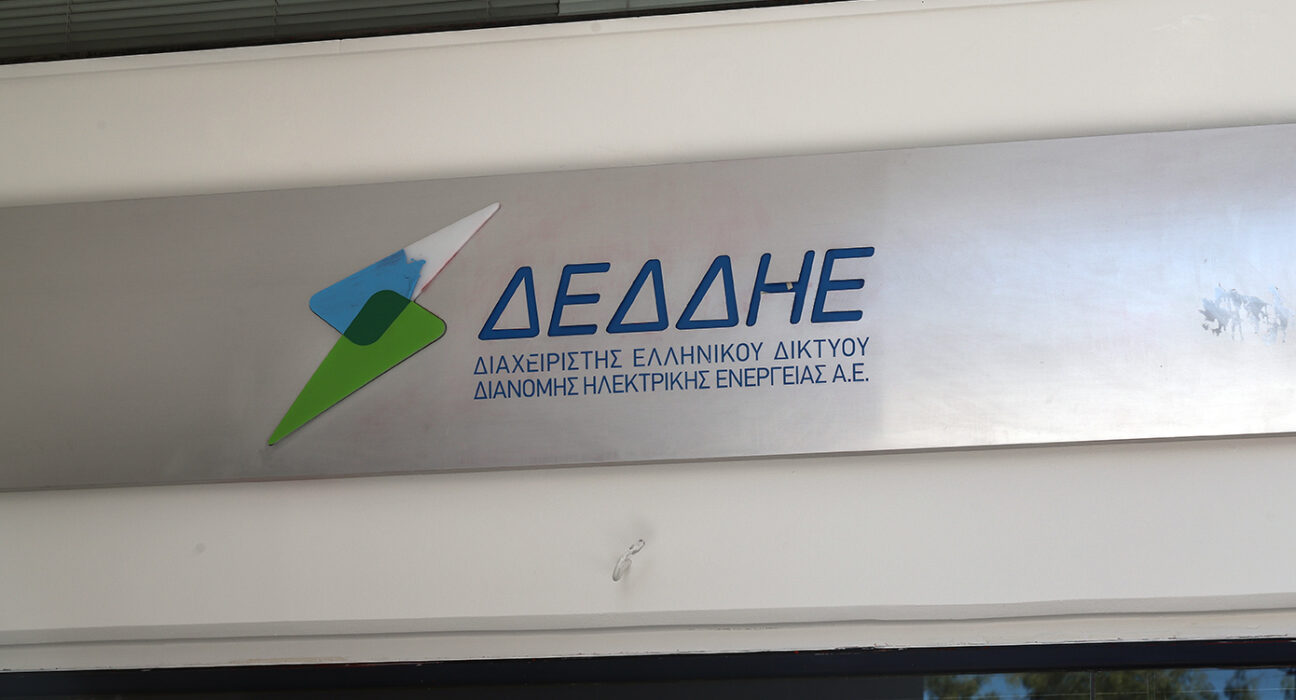 ΔΕΔΔΗΕ
ΔΙΑΧΕΙΡΙΣΤΗΣ ΕΛΛΗΝΙΚΟΥ ΔΙΚΤΥΟΥ
ΔΙΑΝΟΜΗΣ ΗΛΕΚΤΡΙΚΗΣ ΕΝΕΡΓΕΙΑΣ Α.Ε.